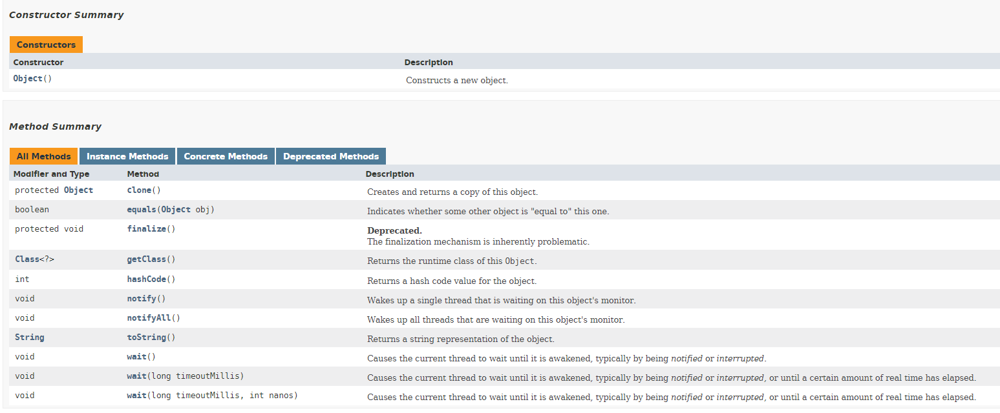 Constructor Summary
Constructors
Constructor Description
Object() Constructs a new object.
Method Summary
All Methods Instance Methods Concrete Methods Deprecated Methods
Modifier and Type Method Description
protected Object clone() Creates and returns a copy of this object.
boolean equals(Object obj) Indicates whether some other object is "equal to" this one.
protected void finalize() Deprecated.
The finalization mechanism is inherently problematic.
Class<?> getClass() Returns the runtime class of this Object.
int hashCode() Returns a hash code value for the object.
void notify() Wakes up a single thread that is waiting on this object's monitor.
void notifyAll() Wakes up all threads that are waiting on this object's monitor.
String toString() Returns a string representation of the object.
void wait() Causes the current thread to wait until it is awakened, typically by being notified or interrupted.
void wait(long timeoutMillis) Causes the current thread to wait until it is awakened, typically by being notified or interrupted, or until a certain amount of real time has elapsed.
void wait(long timeoutMillis, int nanos) Causes the current thread to wait until it is awakened, typically by being notified or interrupted, or until a certain amount of real time has elapsed.